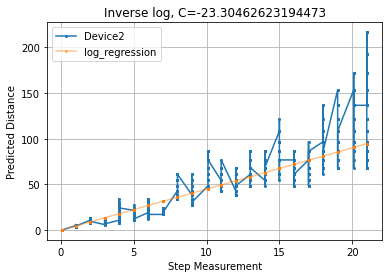 Inverse log, C=-23.30462623194473
Device2
log_regression
Predicted Distance
200
150
100
50
0
0 5 10 15 20
Step Measurement